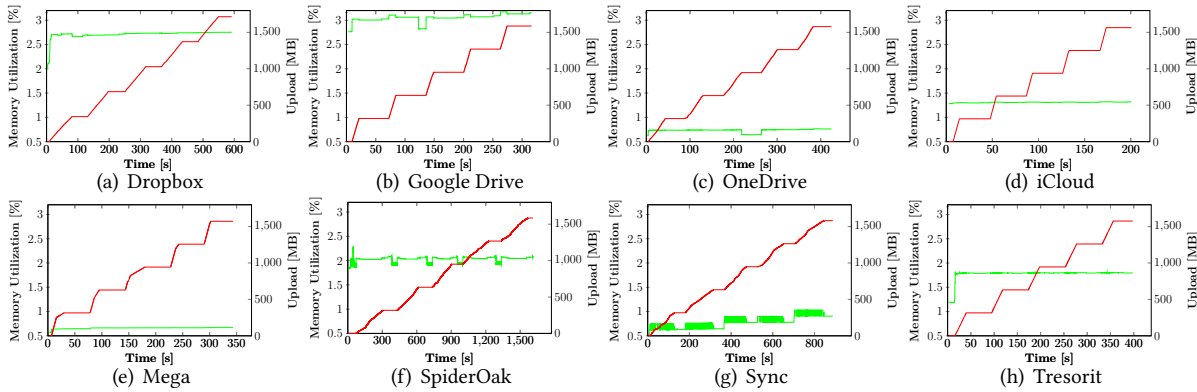 Memory Utilization [%]
3
2.5
2
1.5
1
0.5
0 100 200 300 400 500 600
Time [s]
1,500
1,000
500
0
Upload [MB]
(a) Dropbox
Memory Utilization [%]
3
2.5
2
1.5
1
0.5
0 50 100 150 200 250 300
Time [s]
1,500
1,000
500
0
Upload [MB]
(b) Google Drive
Memory Utilization [%]
3
2.5
2
1.5
1
0.5
0 100 200 300 400
Time [s]
1,500
1,000
500
0
Upload [MB]
(c) OneDrive
Memory Utilization [%]
3
2.5
2
1.5
1
0.5
0 50 100 150 200
Time [s]
1,500
1,000
500
0
Upload [MB]
(d) iCloud
Memory Utilization [%]
3
2.5
2
1.5
1
0.5
0 50 100 150 200 250 300 350
Time [s]
1,500
1,000
500
0
Upload [MB]
(e) Mega
Memory Utilization [%]
3
2.5
2
1.5
1
0.5
0 300 600 900 1,200 1,500
Time [s]
1,500
1,000
500
0
Upload [MB]
(f) SpiderOak
Memory Utilization [%]
3
2.5
2
1.5
1
0.5
0 200 400 600 800
Time [s]
1,500
1,000
500
0
Upload [MB]
(g) Sync
Memory Utilization [%]
3
2.5
2
1.5
1
0.5
0 100 200 300 400
Time [s]
1,500
1,000
500
0
Upload [MB]
(h) Tresorit